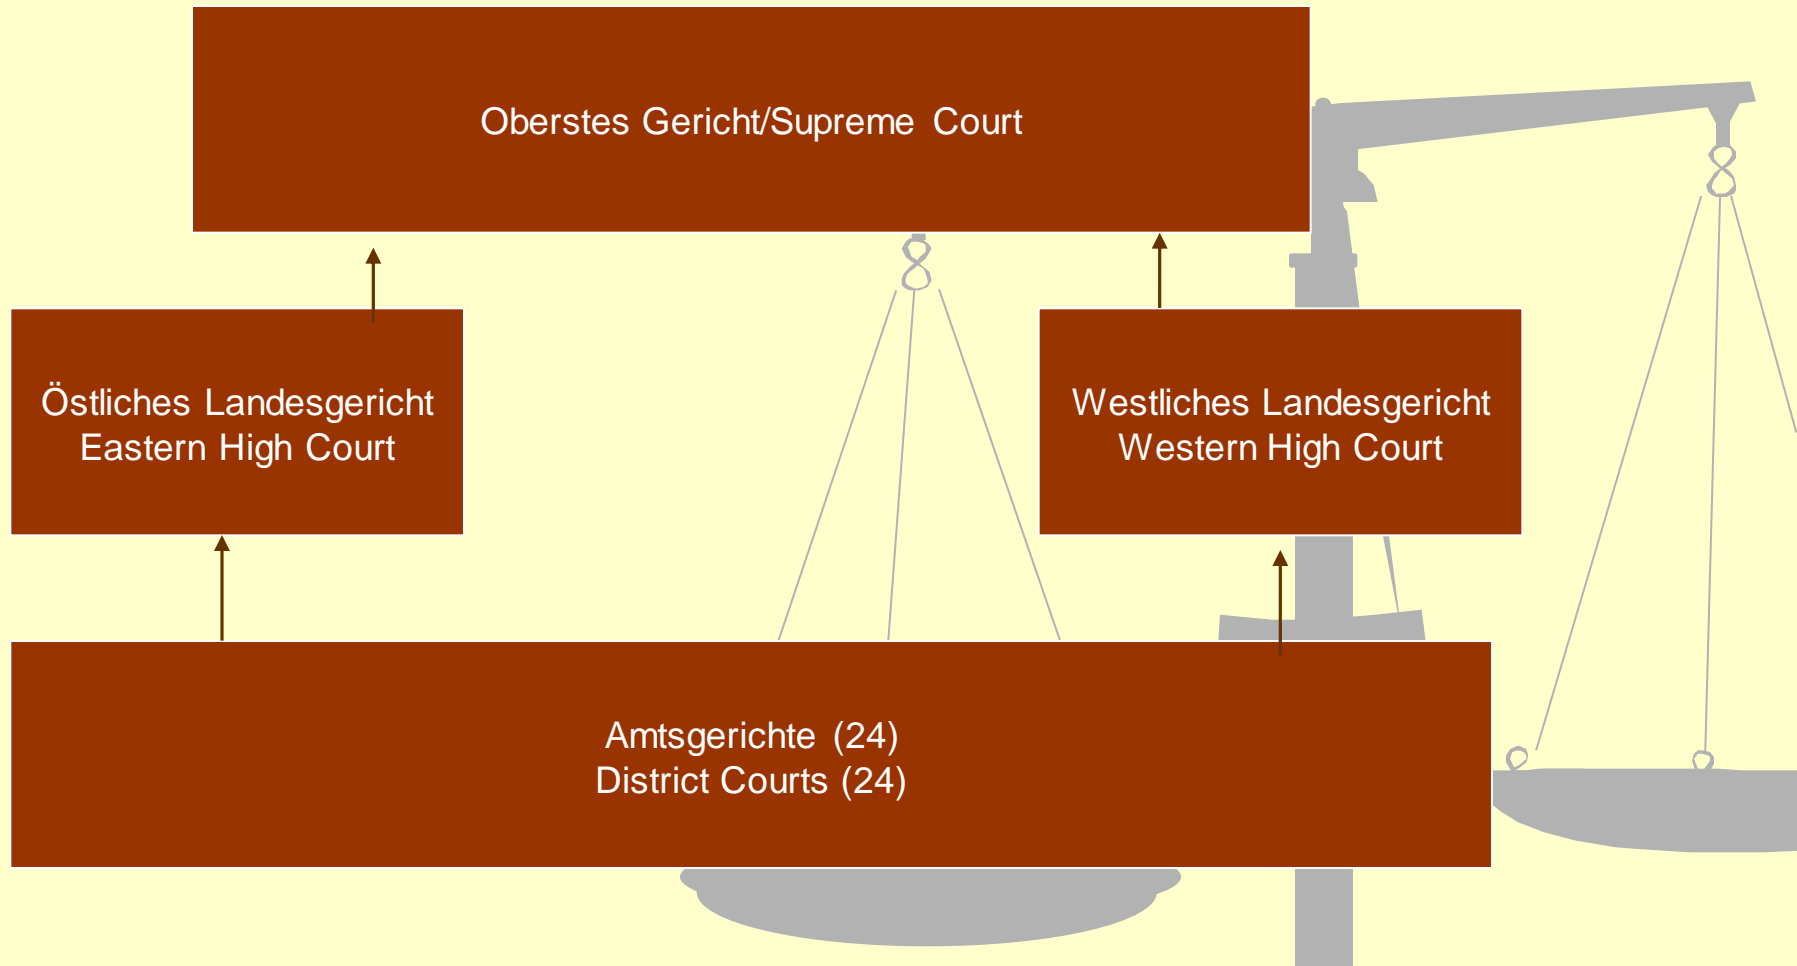 Oberstes Gericht/Supreme Court
Östliches Landesgericht
Eastern High Court
Westliches Landesgericht
Western High Court
Amtsgerichte (24)
District Courts (24)